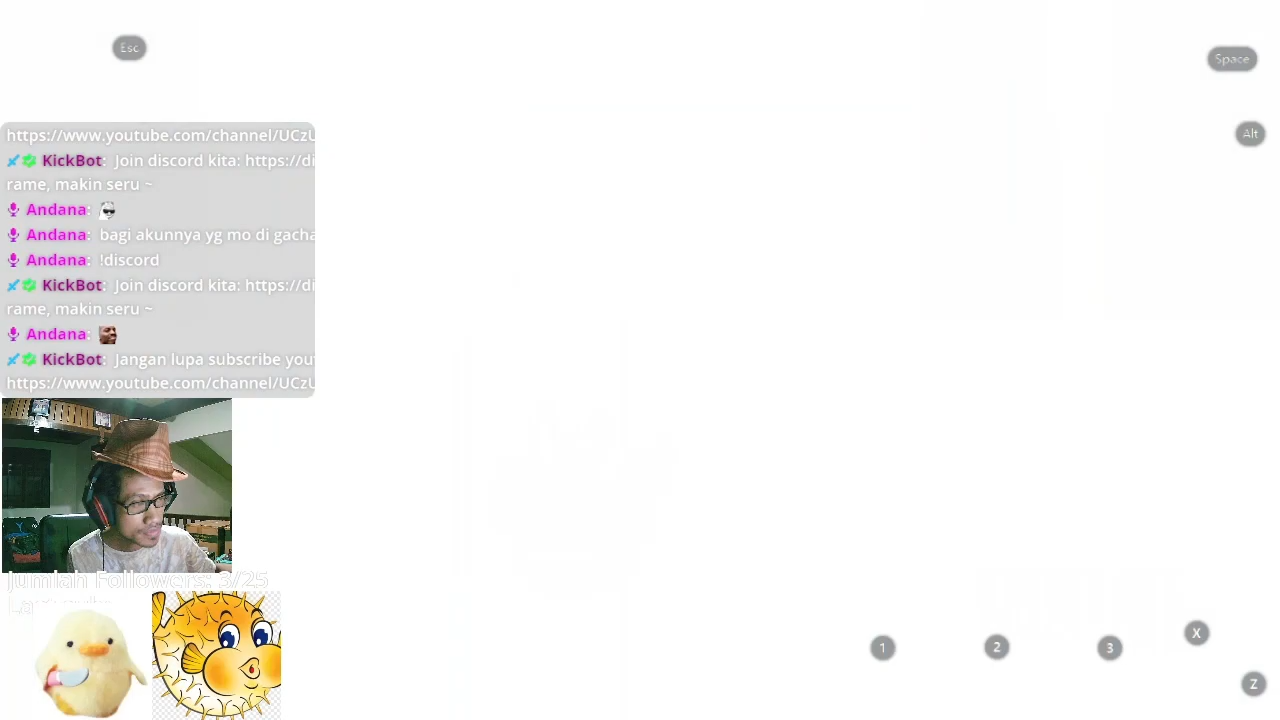 Esc
Space
Alt
https://www.youtube.com/channel/UCzU
KickBot: Join discord kita: https://di
rame, makin seru ~
Andana:
Andana: bagi akunnya yg mo di gacha
Andana: !discord
KickBot: Join discord kita: https://di
rame, makin seru ~
Andana:
KickBot: Jangan lupa subscribe you
https://www.youtube.com/channel/UCzU
Jumlah Followers: 3/25
1
2
3
X
Z